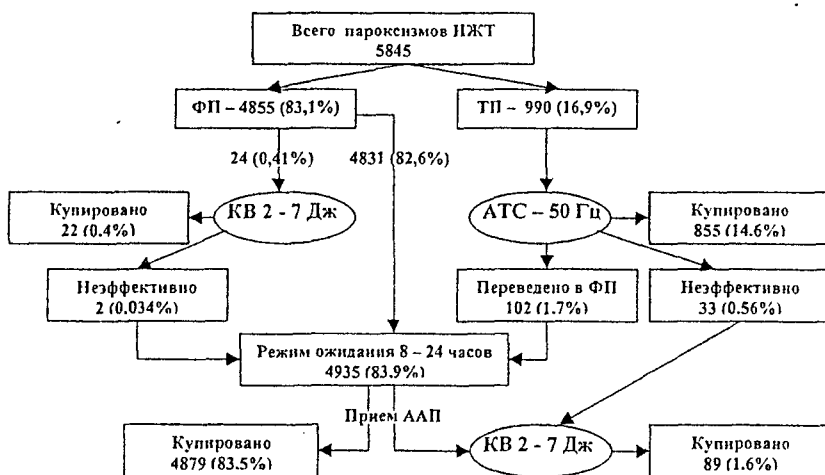 Всего пароксизмов НЖТ
5845
ФП – 4855 (83,1%)
ТП – 990 (16,9%)
24 (0,41%)
4831 (82,6%)
КВ 2 - 7 Дж
АТС – 50 Гц
Купировано
22 (0.4%)
Купировано
855 (14.6%)
Неэффективно
2 (0,034%)
Переведено в ФП
102 (1.7%)
Неэффективно
33 (0.56%)
Режим ожидания 8 – 24 часов
4935 (83.9%)
Прием ААП
Купировано
4879 (83.5%)
КВ 2 - 7 Дж
Купировано
89 (1.6%)